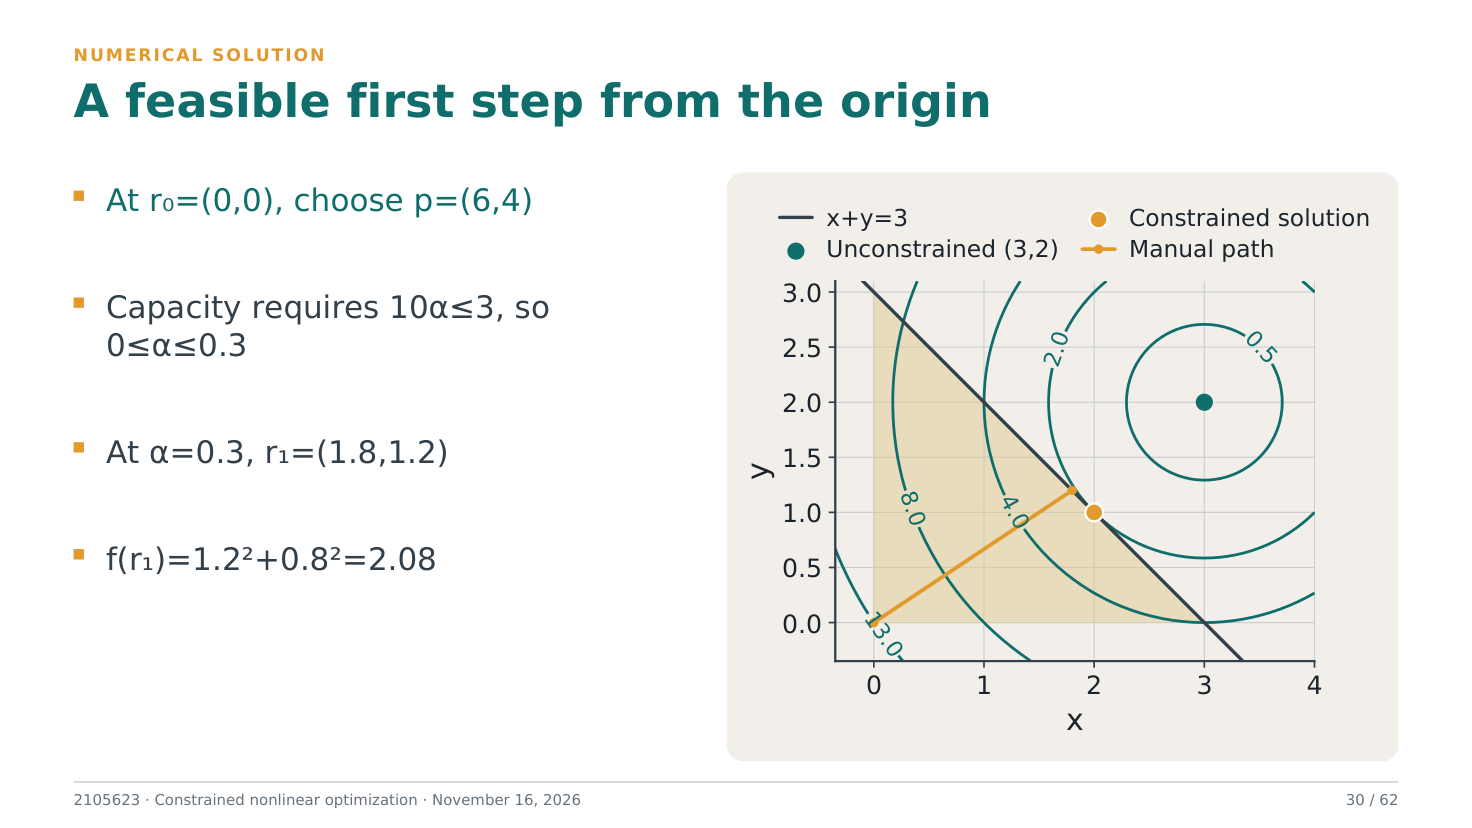 NUMERICAL SOLUTION
A feasible first step from the origin
At r₀=(0,0), choose p=(6,4)
Capacity requires 10α≤3, so
0≤α≤0.3
At α=0.3, r₁=(1.8,1.2)
f(r₁)=1.2²+0.8²=2.08
x+y=3
Unconstrained (3,2)
Constrained solution
Manual path
3.0
2.5
2.0
1.5
1.0
0.5
0.0
y
0 1 2 3 4
x
13.0
8.0
4.0
2.0
0.5
2105623 · Constrained nonlinear optimization · November 16, 2026
30 / 62